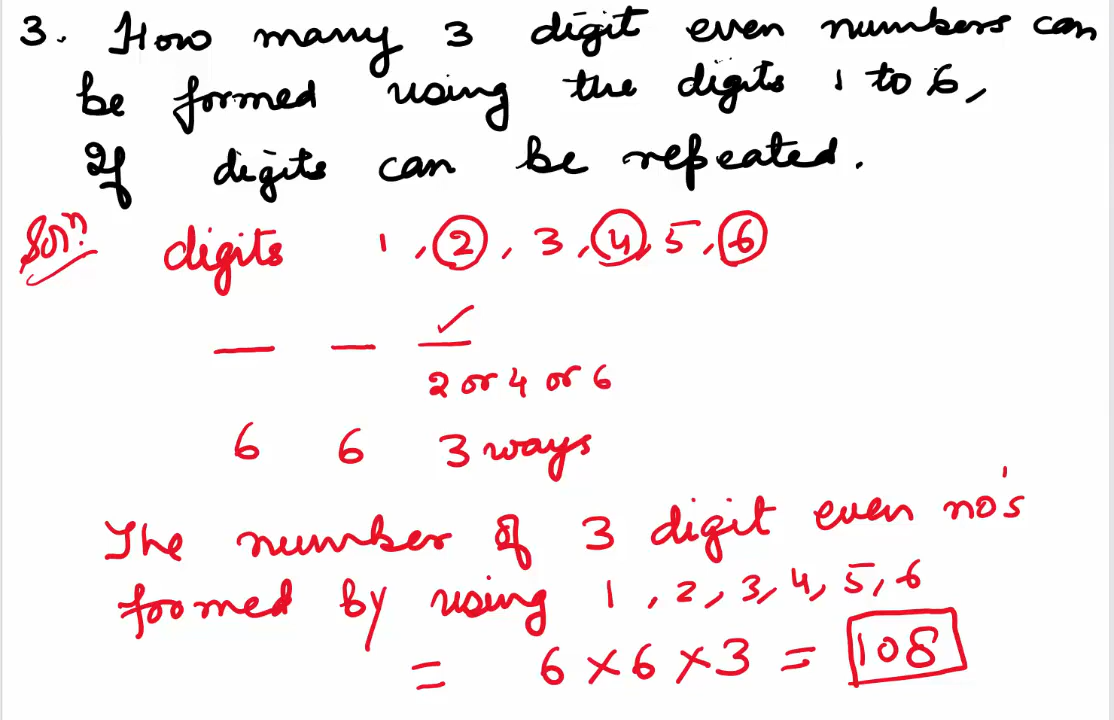 3. How many 3 digit even numbers can
be formed using the digits 1 to 6,
If digits can be repeated.
Soln
digits 1, 2, 3, 4, 5, 6
— — ✓
2 or 4 or 6
6 6 3 ways
The number of 3 digit even no's
formed by using 1, 2, 3, 4, 5, 6
= 6 × 6 × 3 = 108